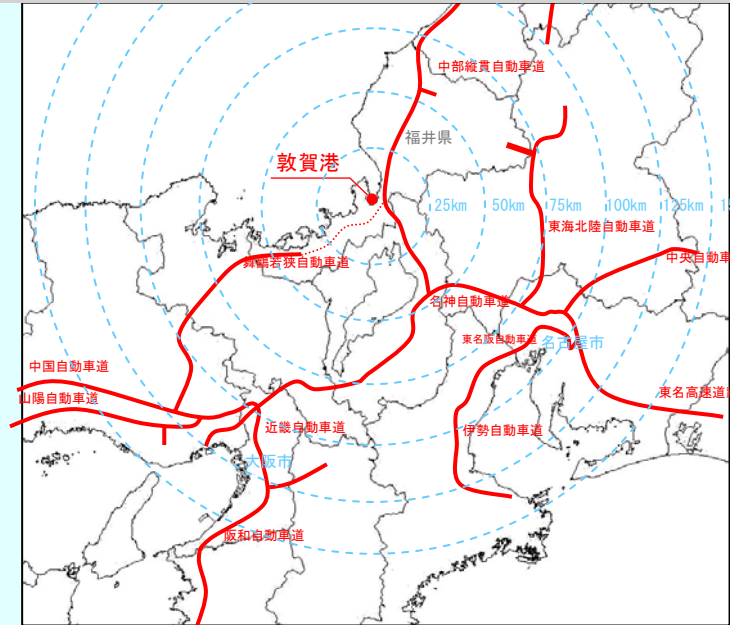 中部縦貫自動車道
福井県
敦賀港
25km
50km
75km
100km
125km
東海北陸自動車道
中央自動車
舞鶴若狭自動車道
名神自動車道
東名阪自動車道
名古屋市
中国自動車道
山陽自動車道
東名高速道
近畿自動車道
伊勢自動車道
大阪市
阪和自動車道